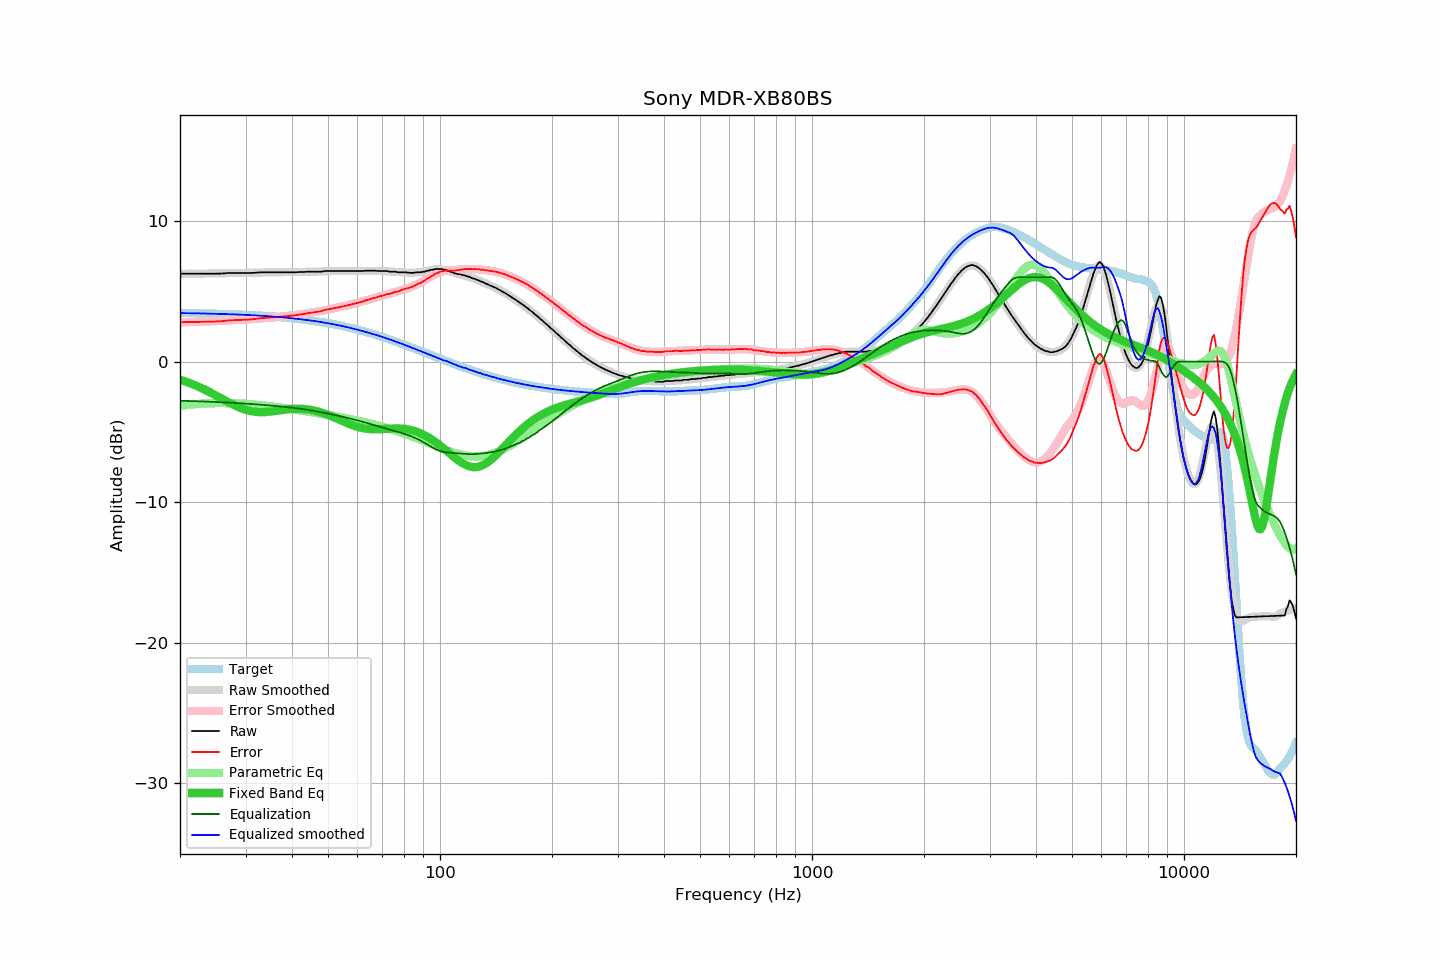 Sony MDR-XB80BS
Amplitude (dBr)
10
0
−10
−20
−30
Target
Raw Smoothed
Error Smoothed
Raw
Error
Parametric Eq
Fixed Band Eq
Equalization
Equalized smoothed
100
1000
10000
Frequency (Hz)